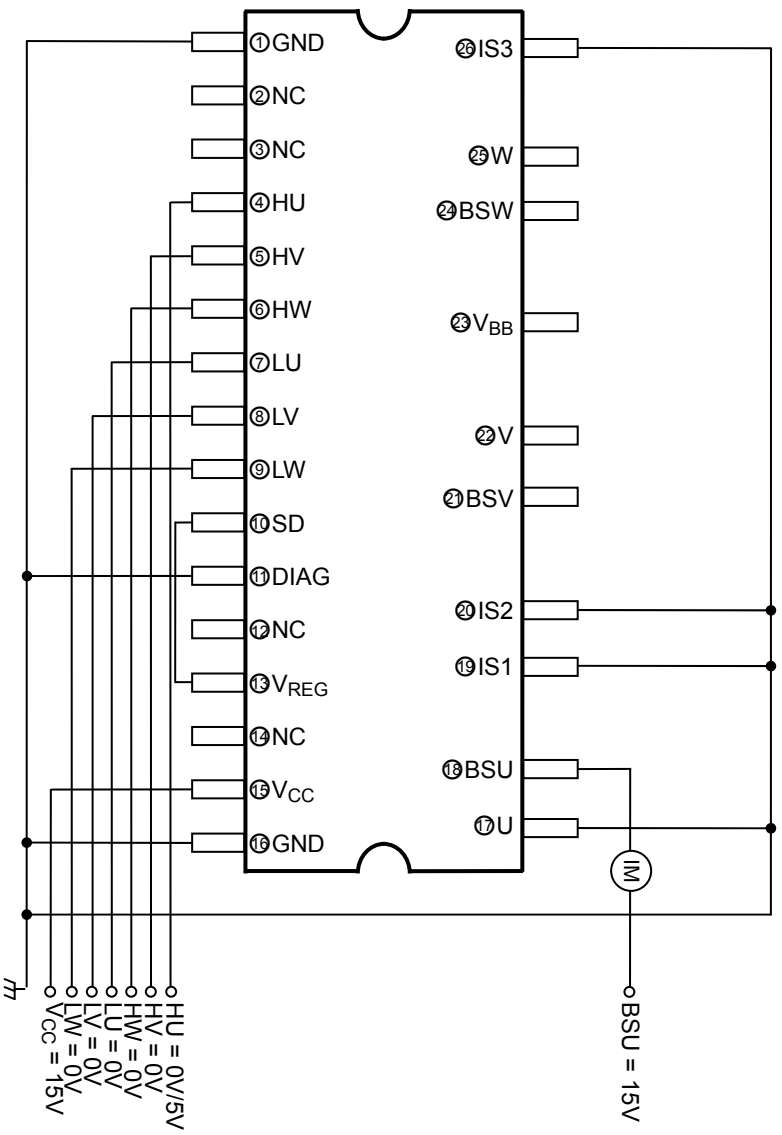 ①GND
②NC
③NC
④HU
⑤HV
⑥HW
⑦LU
⑧LV
⑨LW
⑩SD
⑪DIAG
⑫NC
⑬VREG
⑭NC
⑮VCC
⑯GND
㉖IS3
㉕W
㉔BSW
㉓VBB
㉒V
㉑BSV
⑳IS2
⑲IS1
⑱BSU
⑰U
IM
BSU = 15V
HU = 0V/5V
HV = 0V
HW = 0V
LU = 0V
LV = 0V
LW = 0V
VCC = 15V